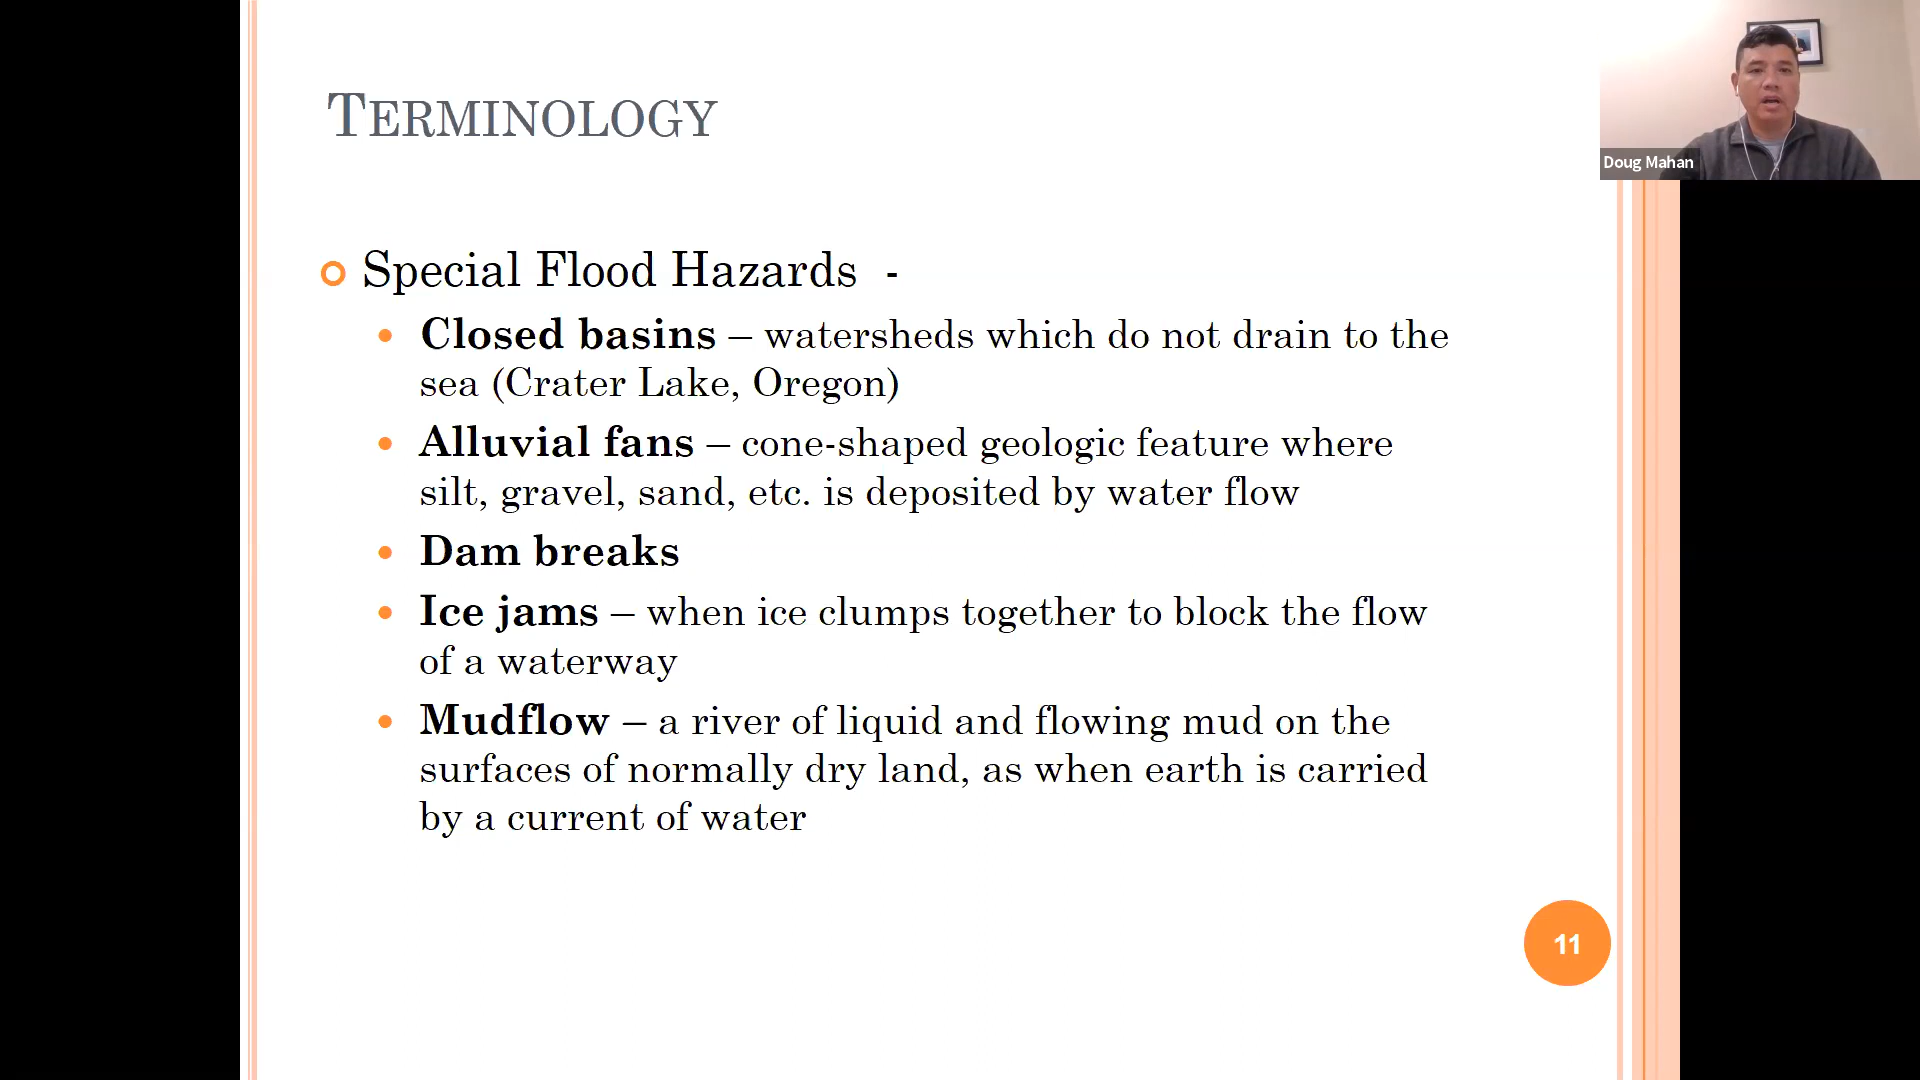 TERMINOLOGY
Special Flood Hazards -
Closed basins – watersheds which do not drain to the
sea (Crater Lake, Oregon)
Alluvial fans – cone-shaped geologic feature where
silt, gravel, sand, etc. is deposited by water flow
Dam breaks
Ice jams – when ice clumps together to block the flow
of a waterway
Mudflow – a river of liquid and flowing mud on the
surfaces of normally dry land, as when earth is carried
by a current of water
11
Doug Mahan